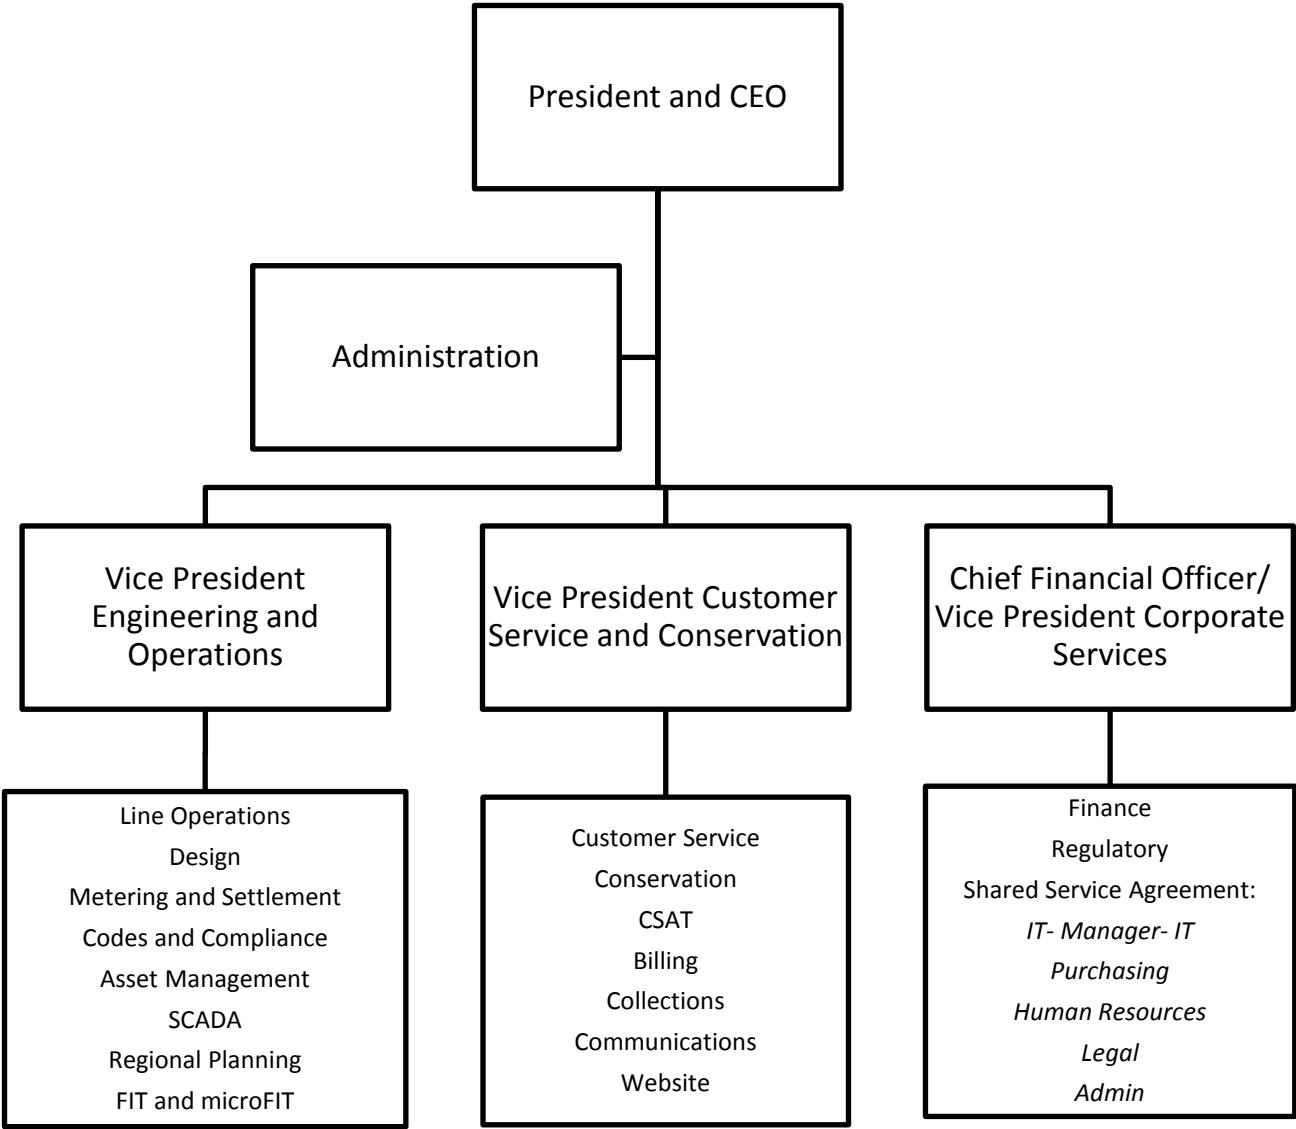 President and CEO
Administration
Vice President
Engineering and
Operations
Vice President Customer
Service and Conservation
Chief Financial Officer/
Vice President Corporate
Services
Line Operations
Design
Metering and Settlement
Codes and Compliance
Asset Management
SCADA
Regional Planning
FIT and microFIT
Customer Service
Conservation
CSAT
Billing
Collections
Communications
Website
Finance
Regulatory
Shared Service Agreement:
IT- Manager- IT
Purchasing
Human Resources
Legal
Admin